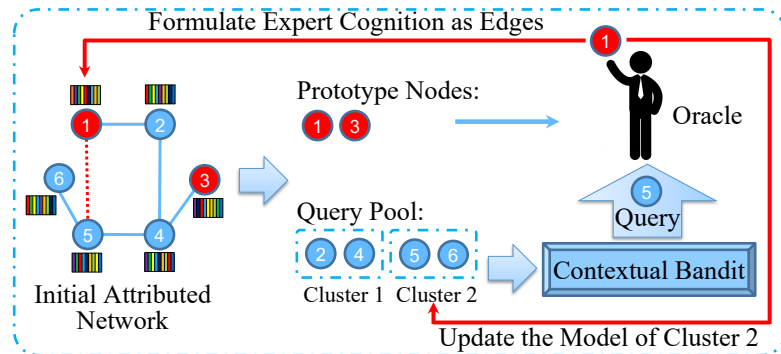 Formulate Expert Cognition as Edges
1
1
2
6
3
5
4
Initial Attributed
Network
Prototype Nodes:
1 3
Oracle
Query Pool:
2 4 5 6
Cluster 1 Cluster 2
5
Query
Contextual Bandit
Update the Model of Cluster 2